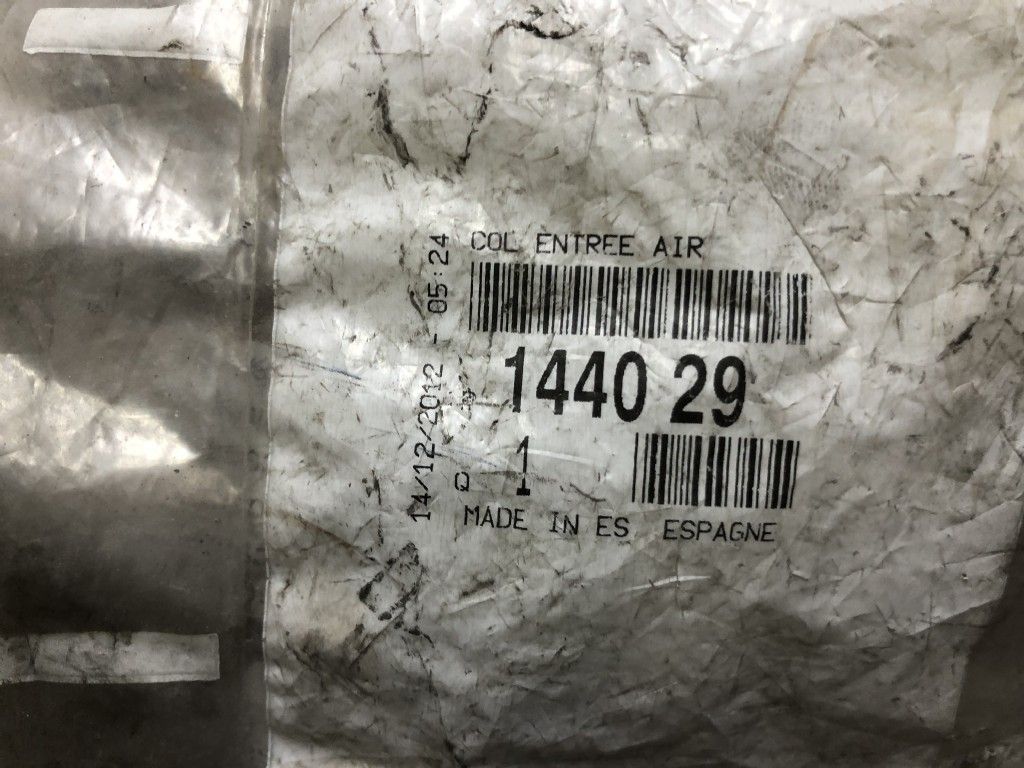 COL ENTREE AIR
1440 29
Q 1
MADE IN ES ESPAGNE
14/12/2012 - 05:24